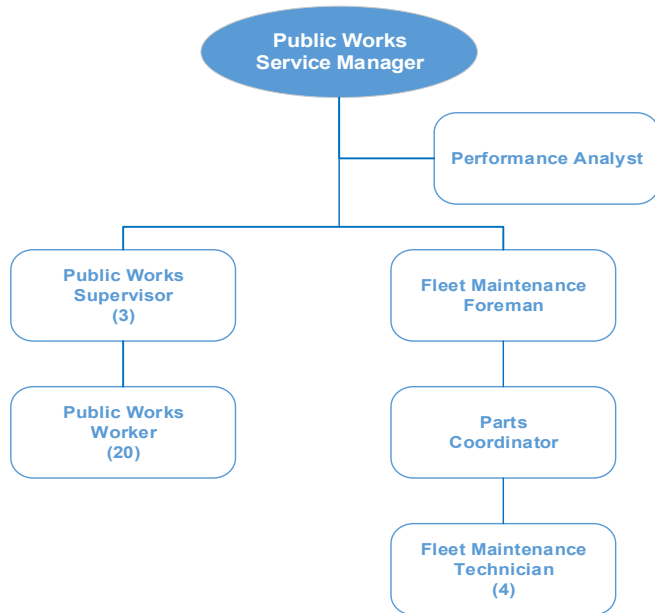 Public Works
Service Manager
Performance Analyst
Public Works
Supervisor
(3)
Fleet Maintenance
Foreman
Public Works
Worker
(20)
Parts
Coordinator
Fleet Maintenance
Technician
(4)